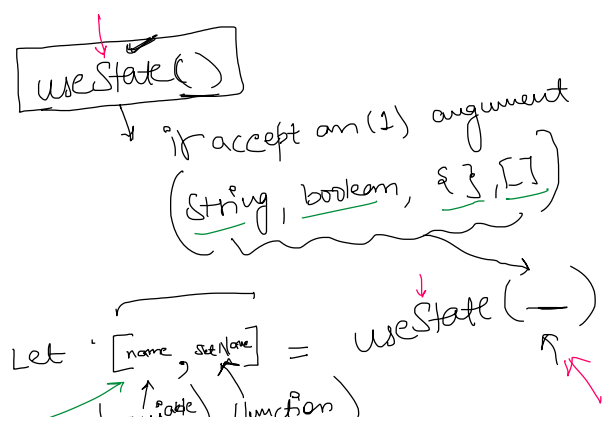 useState()
it accept an (1) argument
(string, boolean, { }, [])
Let [name, setName] = useState(_)
(function)